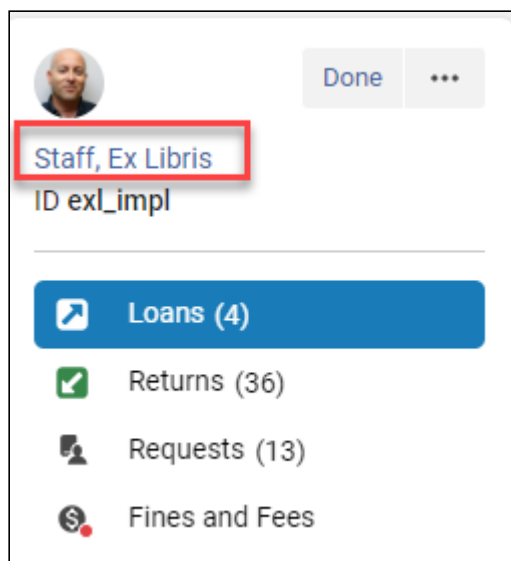 Done
Staff, Ex Libris
ID exl_impl
Loans (4)
Returns (36)
Requests (13)
Fines and Fees